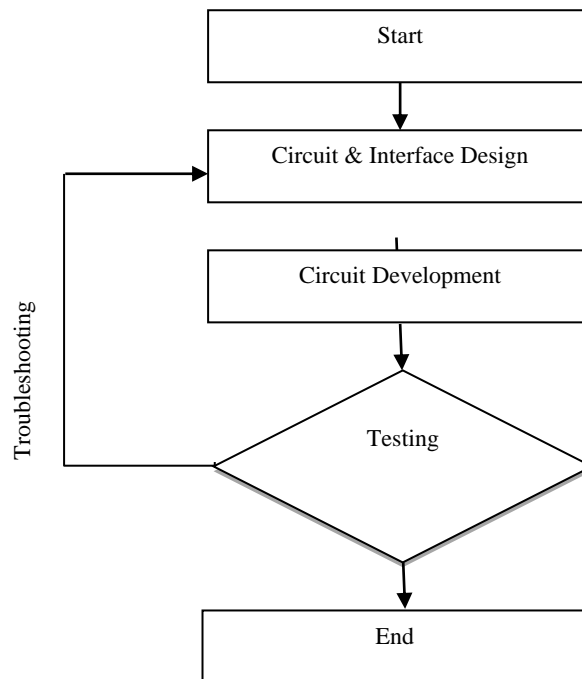 Start
Circuit & Interface Design
Circuit Development
Troubleshooting
Testing
End